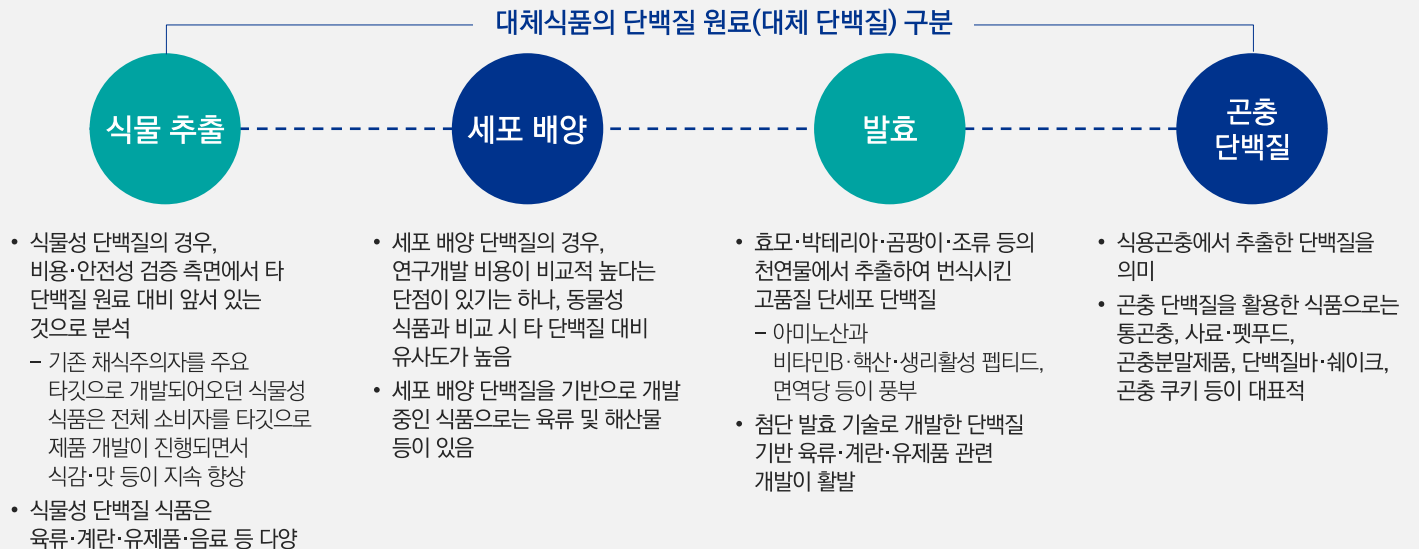 대체식품의 단백질 원료(대체 단백질) 구분
식물 추출
• 식물성 단백질의 경우,
비용·안전성 검증 측면에서 타
단백질 원료 대비 앞서 있는
것으로 분석
– 기존 채식주의자를 주요
타깃으로 개발되어오던 식물성
식품은 전체 소비자를 타깃으로
제품 개발이 진행되면서
식감·맛 등이 지속 향상
• 식물성 단백질 식품은
육류·계란·유제품·음료 등 다양
세포 배양
• 세포 배양 단백질의 경우,
연구개발 비용이 비교적 높다는
단점이 있기는 하나, 동물성
식품과 비교 시 타 단백질 대비
유사도가 높음
• 세포 배양 단백질을 기반으로 개발
중인 식품으로는 육류 및 해산물
등이 있음
발효
• 효모·박테리아·곰팡이·조류 등의
천연물에서 추출하여 번식시킨
고품질 단세포 단백질
– 아미노산과
비타민B·핵산·생리활성 펩티드,
면역당 등이 풍부
• 첨단 발효 기술로 개발한 단백질
기반 육류·계란·유제품 관련
개발이 활발
곤충
단백질
• 식용곤충에서 추출한 단백질을
의미
• 곤충 단백질을 활용한 식품으로는
통곤충, 사료·펫푸드,
곤충분말제품, 단백질바·쉐이크,
곤충 쿠키 등이 대표적